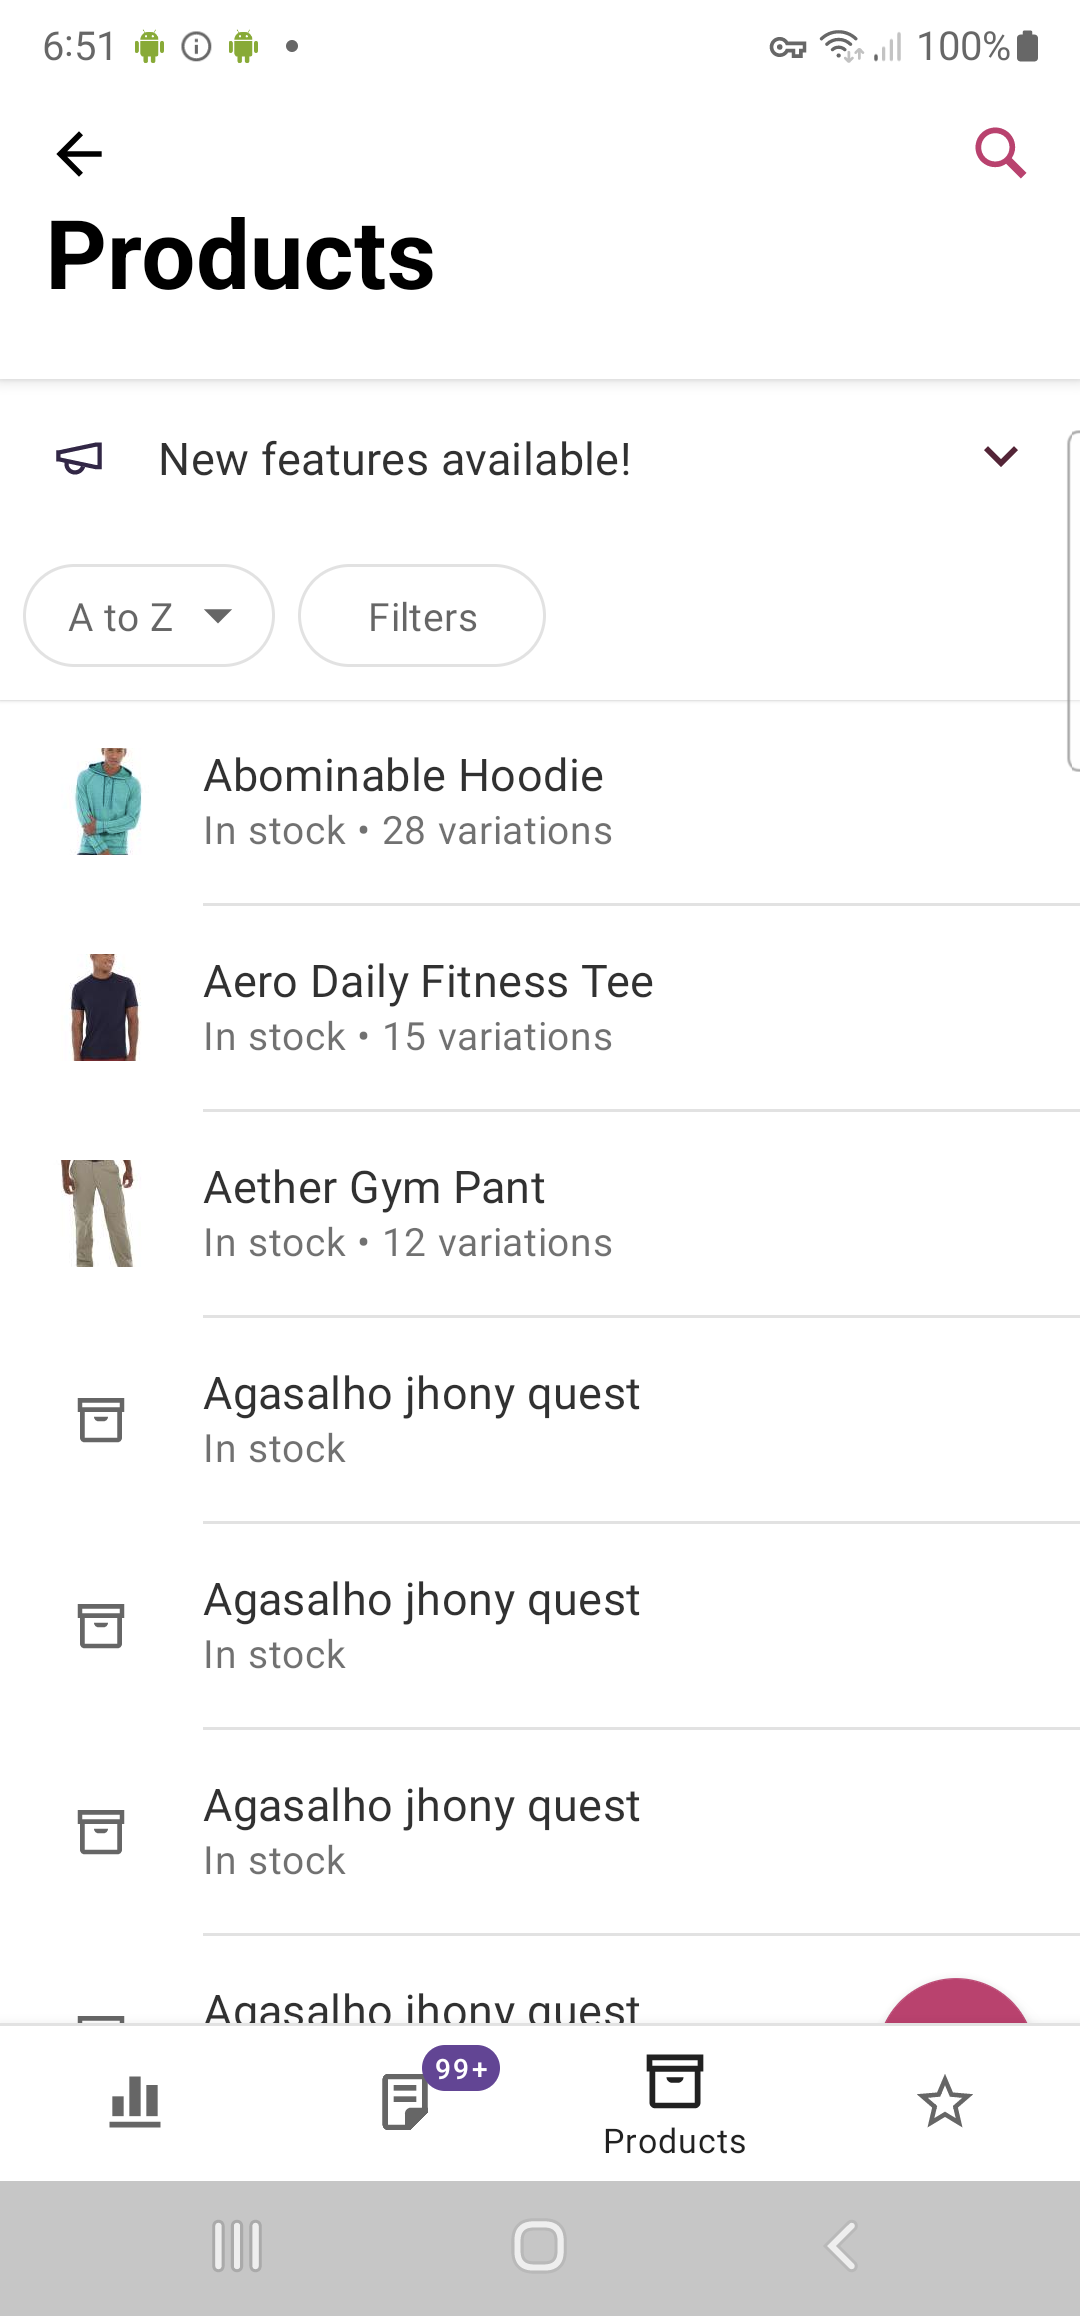 6:51
100%
Products
New features available!
A to Z
Filters
Abominable Hoodie
In stock • 28 variations
Aero Daily Fitness Tee
In stock • 15 variations
Aether Gym Pant
In stock • 12 variations
Agasalho jhony quest
In stock
Agasalho jhony quest
In stock
Agasalho jhony quest
In stock
Agasalho jhony quest
99+
Products